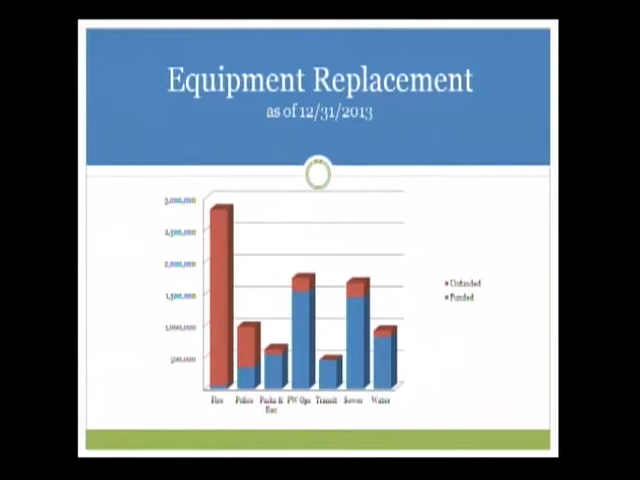 Equipment Replacement
as of 12/31/2013
3,000,000
2,500,000
2,000,000
1,500,000
1,000,000
500,000
Unfunded
Funded
Fire Police Parks & Rec PW Ops Transit Sewer Water